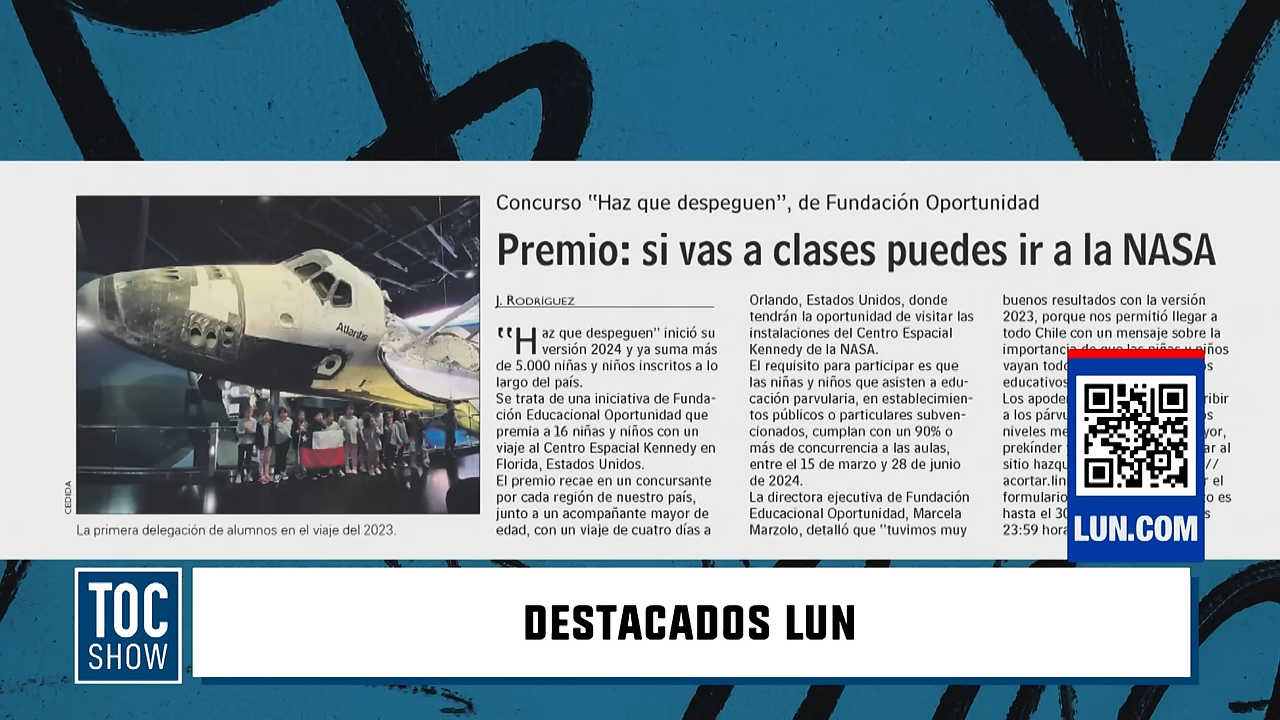 Concurso “Haz que despeguen”, de Fundación Oportunidad
Premio: si vas a clases puedes ir a la NASA
J. RODRÍGUEZ
“Haz que despeguen” inició su
versión 2024 y ya suma más
de 5.000 niñas y niños inscritos a lo
largo del país.
Se trata de una iniciativa de Funda-
ción Educacional Oportunidad que
premia a 16 niñas y niños con un
viaje al Centro Espacial Kennedy en
Florida, Estados Unidos.
El premio recae en un concursante
por cada región de nuestro país,
junto a un acompañante mayor de
edad, con un viaje de cuatro días a
Orlando, Estados Unidos, donde
tendrán la oportunidad de visitar las
instalaciones del Centro Espacial
Kennedy de la NASA.
El requisito para participar es que
las niñas y niños que asisten a edu-
cación parvularia, en establecimien-
tos públicos o particulares subven-
cionados, cumplan con un 90% o
más de concurrencia a las aulas,
entre el 15 de marzo y 28 de junio
de 2024.
La directora ejecutiva de Fundación
Educacional Oportunidad, Marcela
Marzolo, detalló que “tuvimos muy
buenos resultados con la versión
2023, porque nos permitió llegar a
todo Chile con un mensaje sobre la
importancia de que las niñas y niños
vayan
educativos
Los
a los
niveles
prekínder ar al
sitio //
acortar.lin r el
formulario o es
hasta el 30
23:59
Atlantis
CEDIDA
La primera delegación de alumnos en el viaje del 2023.
LUN.COM
TOC
SHOW
DESTACADOS LUN